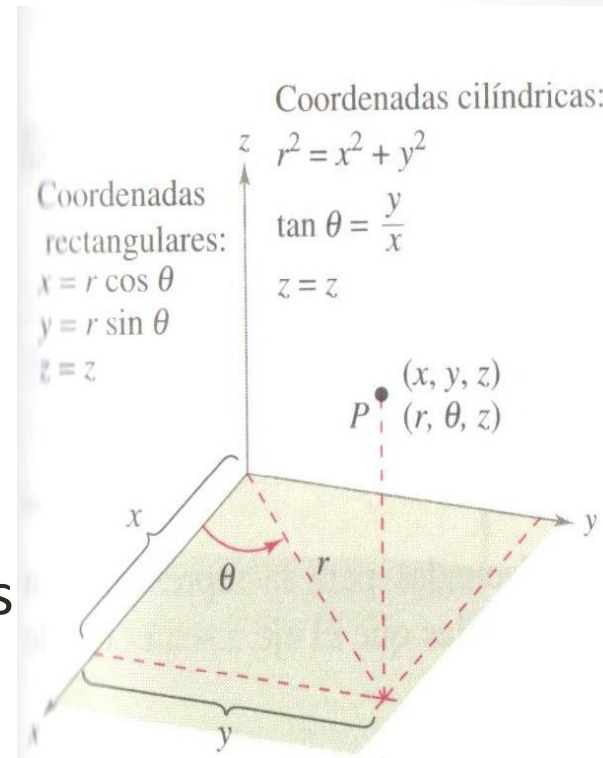 Coordenadas cilíndricas:
r² = x² + y²
tan θ = y/x
z = z
Coordenadas
rectangulares:
x = r cos θ
y = r sin θ
z = z
z
(x, y, z)
P (r, θ, z)
x
y
θ
r
s
x
y